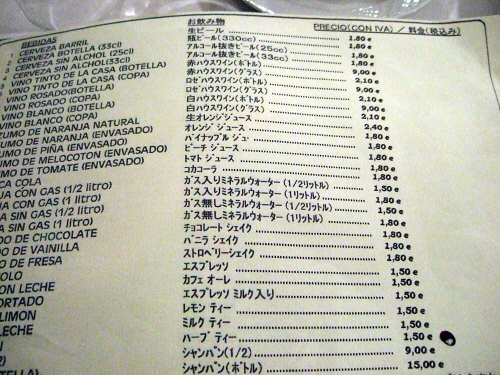 BEBIDAS
CERVEZA BARRIL
CERVEZA BOTELLA (33cl)
CERVEZA SIN ALCHOL (25cl)
CERVEZA SIN ALCHOL(33cl)
VINO TINTO DE LA CASA
VINO TINTO DE LA CASA (COPA)
VINO ROSADO(BOTELLA)
VINO ROSADO (COPA)
VINO BLANCO (BOTELLA)
VINO BLANCO (COPA)
UMO DE NARANJA NATURAL
MO DE NARANJA (ENVASADO)
UMO DE PIÑA (ENVASADO)
MO DE MELOCOTON (ENVASADO)
MO DE TOMATE (ENVASADO)
CA COLA
UA CON GAS (1/2 litro)
UA CON GAS (1 litro)
A SIN GAS (1/2 litro)
A SIN GAS (1 litro)
DO DE CHOCOLATE
DO DE VAINILLA
O DE FRESA
OLO
ON LECHE
ORTADO
LIMON
LECHE
2)
OTELLA)
お飲み物 PRECIO(CON IVA) / 料金(税込み)
生ビール 1,80 €
瓶ビール(330cc) 1,80 €
アルコール抜きビール(25cc) 1,80 €
アルコール抜きビール(33cc) 1,80 €
赤ハウスワイン(ボトル) 9,00 €
赤ハウスワイン(グラス) 2,10 €
ロゼハウスワイン(ボトル) 9,00 €
ロゼハウスワイン(グラス) 2,10 €
白ハウスワイン(ボトル) 9,00 €
白ハウスワイン(グラス) 2,10 €
生オレンジジュース 2,40 €
オレンジ ジュース 1,80 €
パイナップル ジュ- 1,80 €
ピーチ ジュース 1,80 €
トマト ジュース 1,80 €
コカコーラ 1,80 €
ガス入りミネラルウォーター(1/2リットル) 1,50 €
ガス入りミネラルウォーター(1リットル) 1,80 €
ガス無しミネラルウォーター(1/2リットル) 1,50 €
ガス無しミネラルウォーター(1リットル) 1,80 €
チョコレート シェイク 1,80 €
バニラ シェイク 1,80 €
ストロベリーシェイク 1,80 €
エスプレッソ 1,50 €
カフェ オーレ 1,50 €
エスプレッソ ミルク入り 1,50 €
レモン ティー 1,50 €
ミルク ティー 1,50 €
ハーブ ティー 1,50 €
シャンパン(1/2) 9,00 €
シャンパン(ボトル) 15,00 €